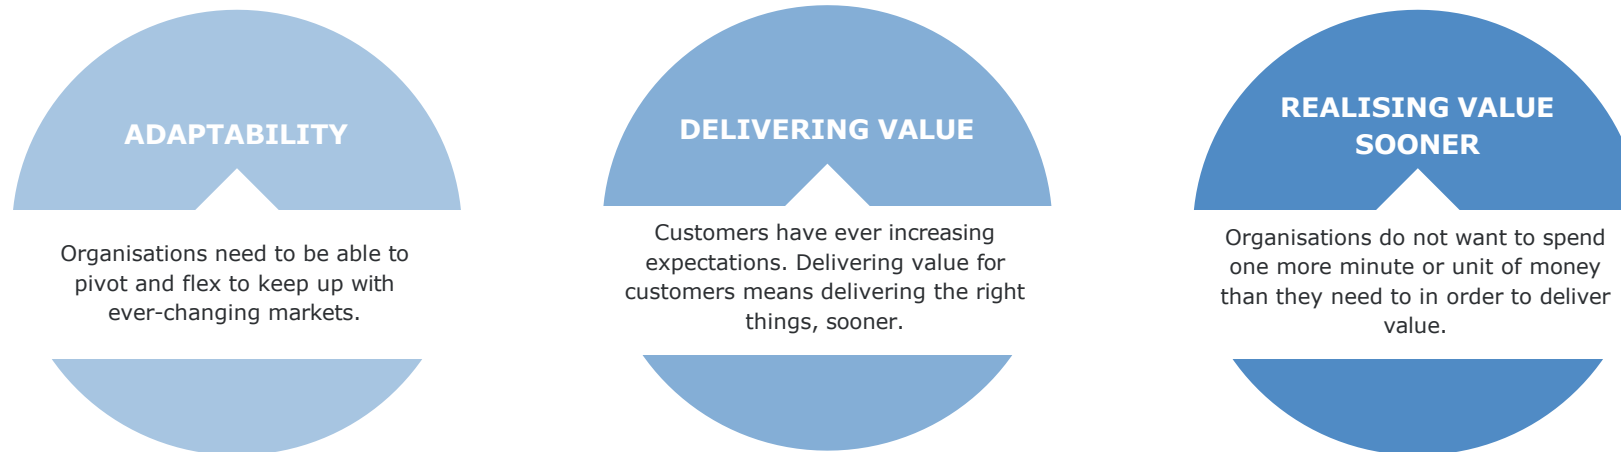 ADAPTABILITY
Organisations need to be able to
pivot and flex to keep up with
ever-changing markets.
DELIVERING VALUE
Customers have ever increasing
expectations. Delivering value for
customers means delivering the right
things, sooner.
REALISING VALUE
SOONER
Organisations do not want to spend
one more minute or unit of money
than they need to in order to deliver
value.